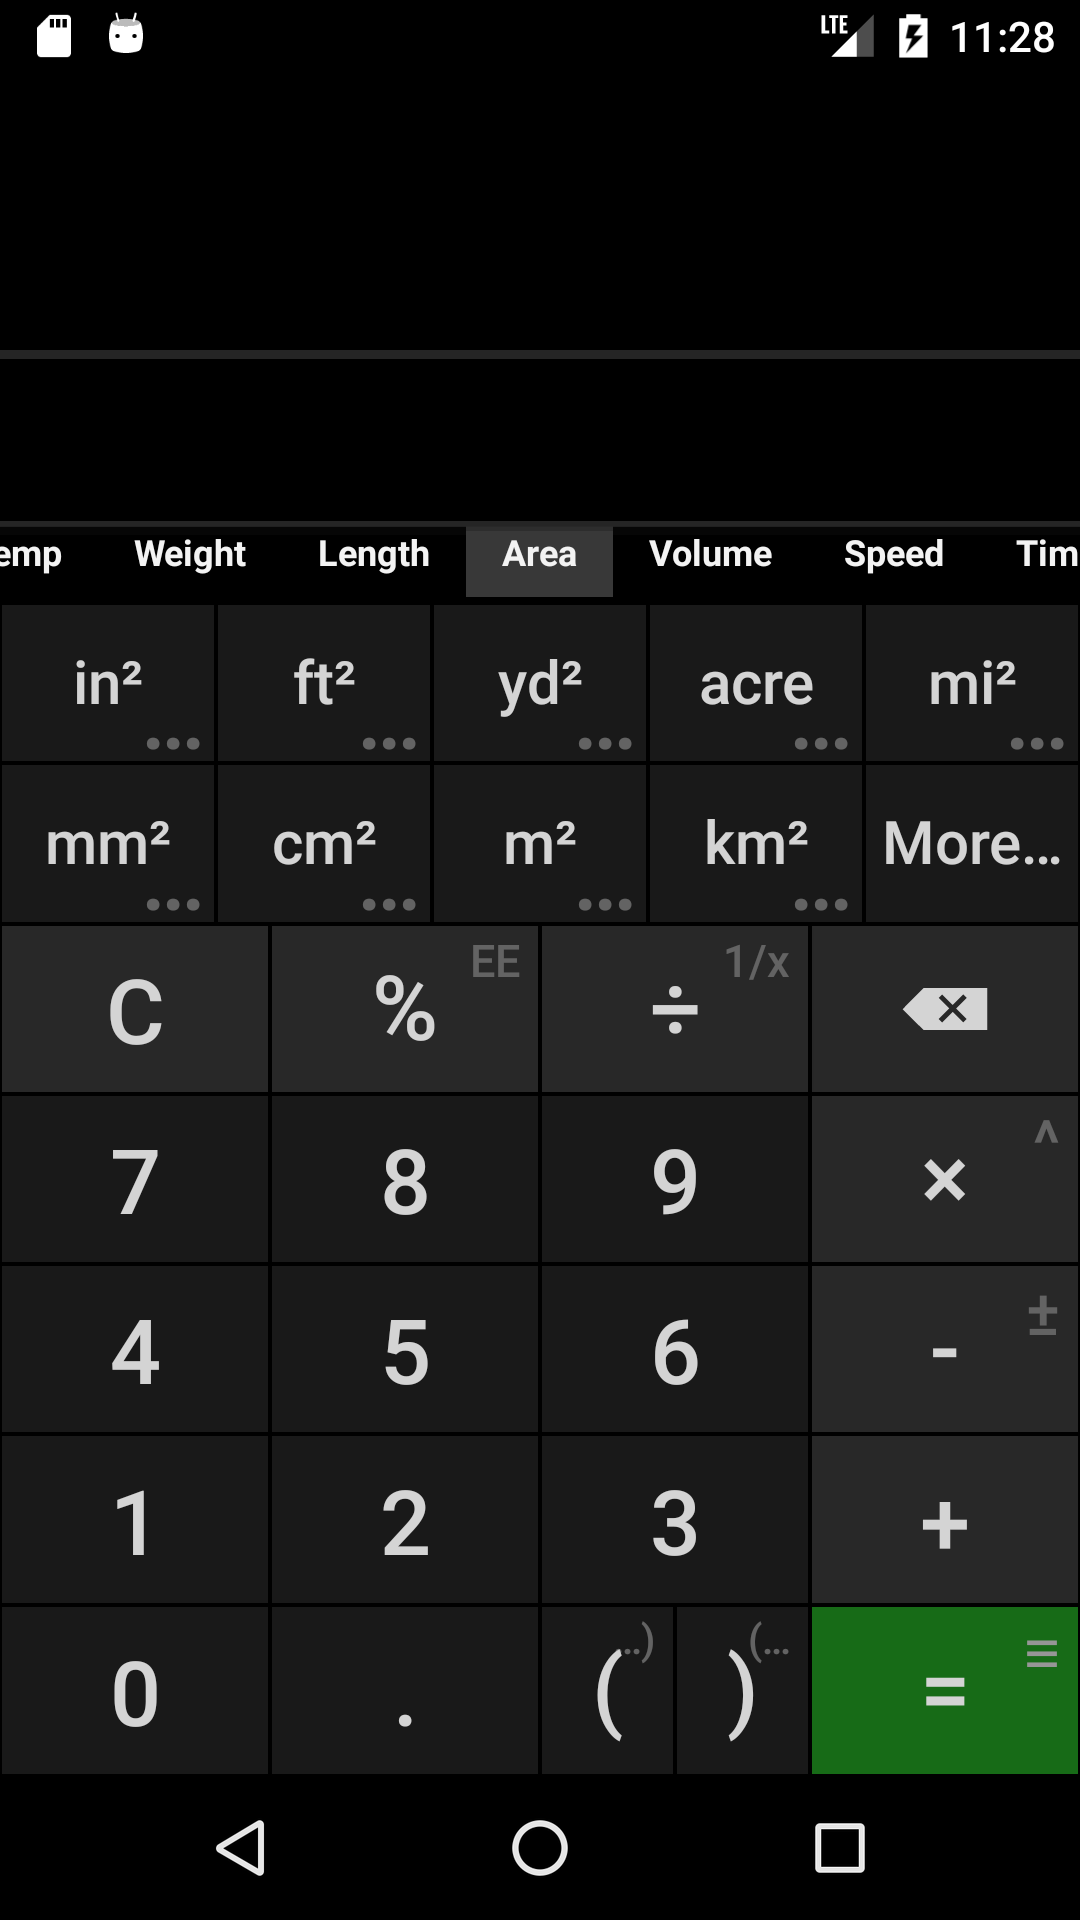 LTE 11:28
emp Weight Length Area Volume Speed Tim
in² ft² yd² acre mi²
mm² cm² m² km² More...
C % EE ÷ 1/x
7 8 9 × ^
4 5 6 - ±
1 2 3 +
0 . ( ..) ) (... =